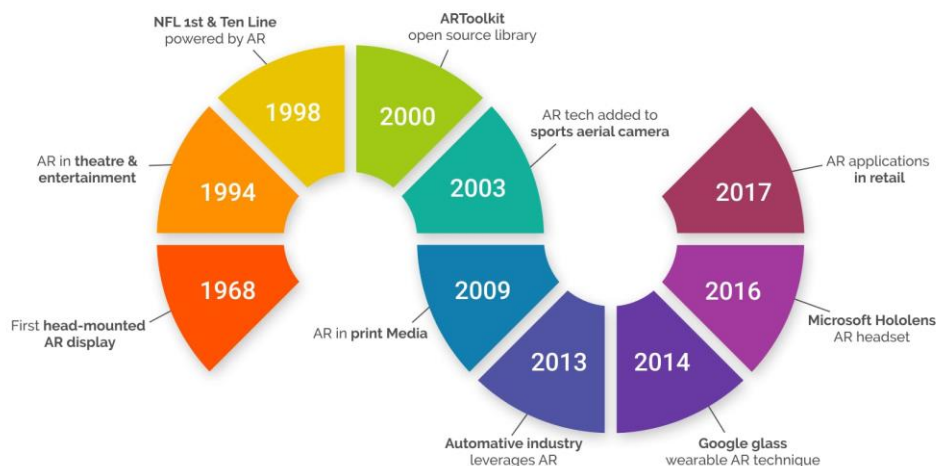 First head-mounted
AR display
1968
AR in theatre &
entertainment
1994
NFL 1st & Ten Line
powered by AR
1998
ARToolkit
open source library
2000
AR tech added to
sports aerial camera
2003
AR in print Media
2009
Automative industry
leverages AR
2013
Google glass
wearable AR technique
2014
Microsoft Hololens
AR headset
2016
AR applications
in retail
2017